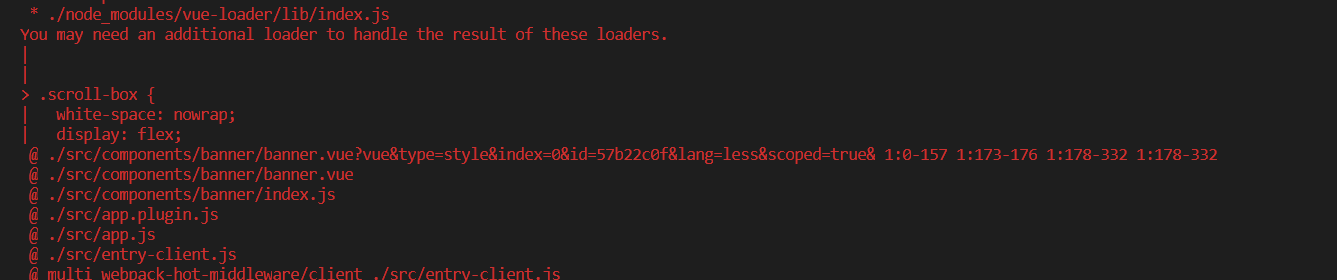 * ./node_modules/vue-loader/lib/index.js
You may need an additional loader to handle the result of these loaders.
|
|
> .scroll-box {
|   white-space: nowrap;
|   display: flex;
@ ./src/components/banner/banner.vue?vue&type=style&index=0&id=57b22c0f&lang=less&scoped=true& 1:0-157 1:173-176 1:178-332 1:178-332
@ ./src/components/banner/banner.vue
@ ./src/components/banner/index.js
@ ./src/app.plugin.js
@ ./src/app.js
@ ./src/entry-client.js
@ multi webpack-hot-middleware/client ./src/entry-client.js